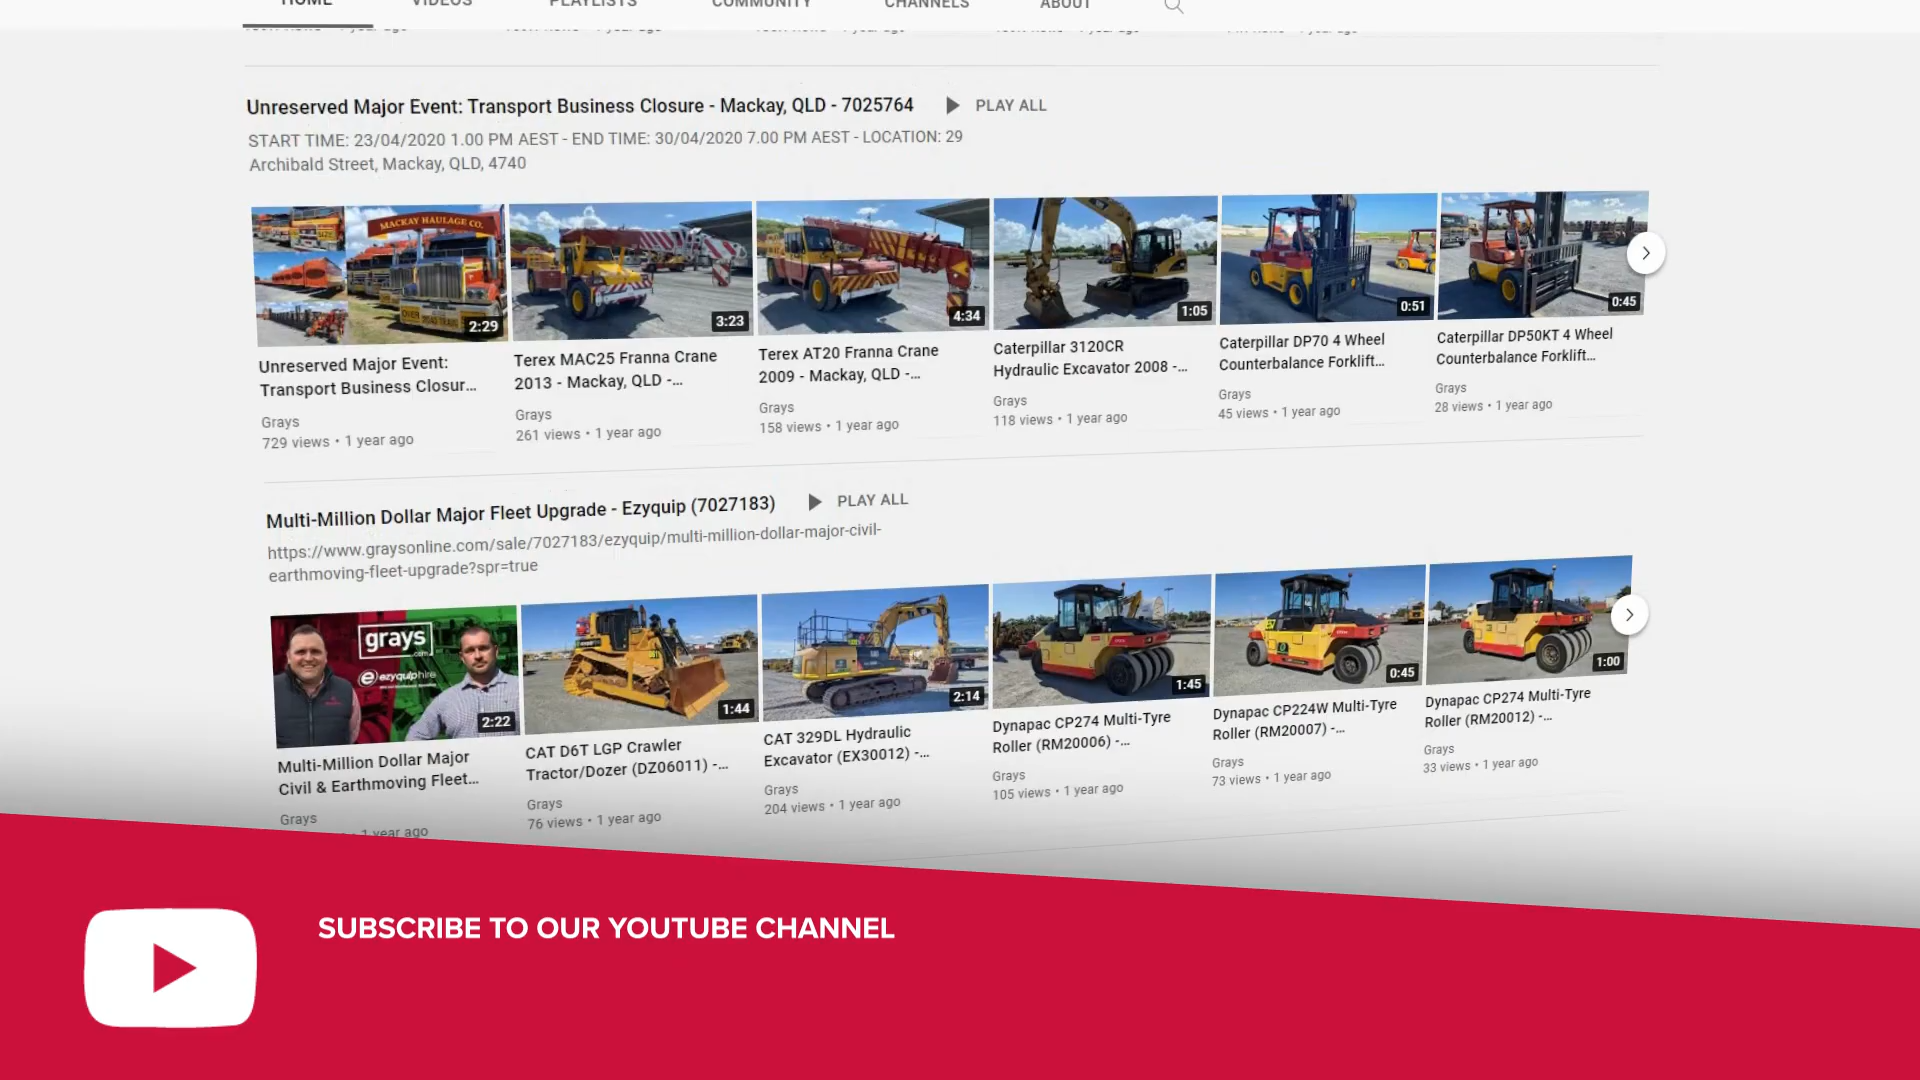 HOME VIDEOS PLAYLISTS COMMUNITY CHANNELS ABOUT
Unreserved Major Event: Transport Business Closure - Mackay, QLD - 7025764 PLAY ALL
START TIME: 23/04/2020 1.00 PM AEST - END TIME: 30/04/2020 7.00 PM AEST - LOCATION: 29
Archibald Street, Mackay, QLD, 4740
MACKAY HAULAGE CO.
2:29 3:23 4:34 1:05 0:51 0:45
Unreserved Major Event:
Transport Business Closur...
Grays
729 views • 1 year ago
Terex MAC25 Franna Crane
2013 - Mackay, QLD -...
Grays
261 views • 1 year ago
Terex AT20 Franna Crane
2009 - Mackay, QLD -...
Grays
158 views • 1 year ago
Caterpillar 3120CR
Hydraulic Excavator 2008 -...
Grays
118 views • 1 year ago
Caterpillar DP70 4 Wheel
Counterbalance Forklift...
Grays
45 views • 1 year ago
Caterpillar DP50KT 4 Wheel
Counterbalance Forklift...
Grays
28 views • 1 year ago
Multi-Million Dollar Major Fleet Upgrade - Ezyquip (7027183) PLAY ALL
https://www.graysonline.com/sale/7027183/ezyquip/multi-million-dollar-major-civil-
earthmoving-fleet-upgrade?spr=true
grays
.com
ezyquiphire
2:22 1:44 2:14 1:45 0:45 1:00
Multi-Million Dollar Major
Civil & Earthmoving Fleet...
Grays
• 1 year ago
CAT D6T LGP Crawler
Tractor/Dozer (DZ06011) -...
Grays
76 views • 1 year ago
CAT 329DL Hydraulic
Excavator (EX30012) -...
Grays
204 views • 1 year ago
Dynapac CP274 Multi-Tyre
Roller (RM20006) -...
Grays
105 views • 1 year ago
Dynapac CP224W Multi-Tyre
Roller (RM20007) -...
Grays
73 views • 1 year ago
Dynapac CP274 Multi-Tyre
Roller (RM20012) -...
Grays
33 views • 1 year ago
SUBSCRIBE TO OUR YOUTUBE CHANNEL